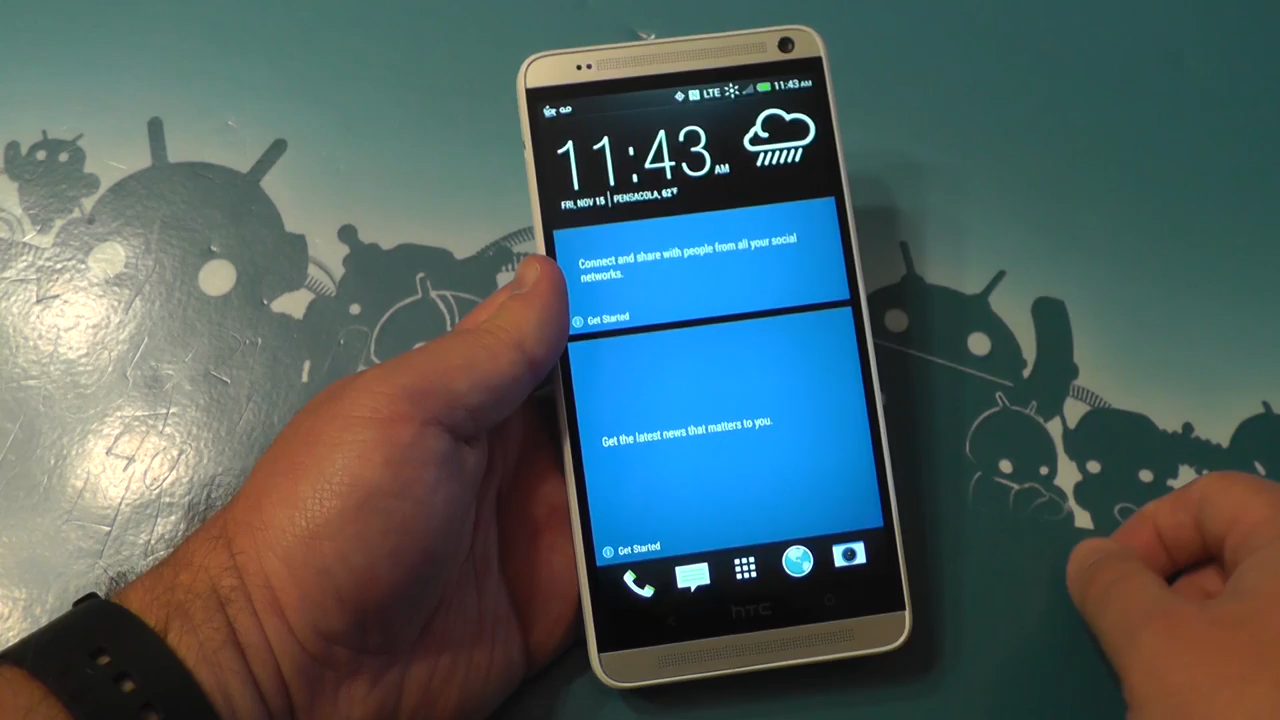 LTE 11:43 AM
11:43 AM
FRI, NOV 15 | PENSACOLA, 62°F
Connect and share with people from all your social
networks.
Get Started
Get the latest news that matters to you.
Get Started
hTC